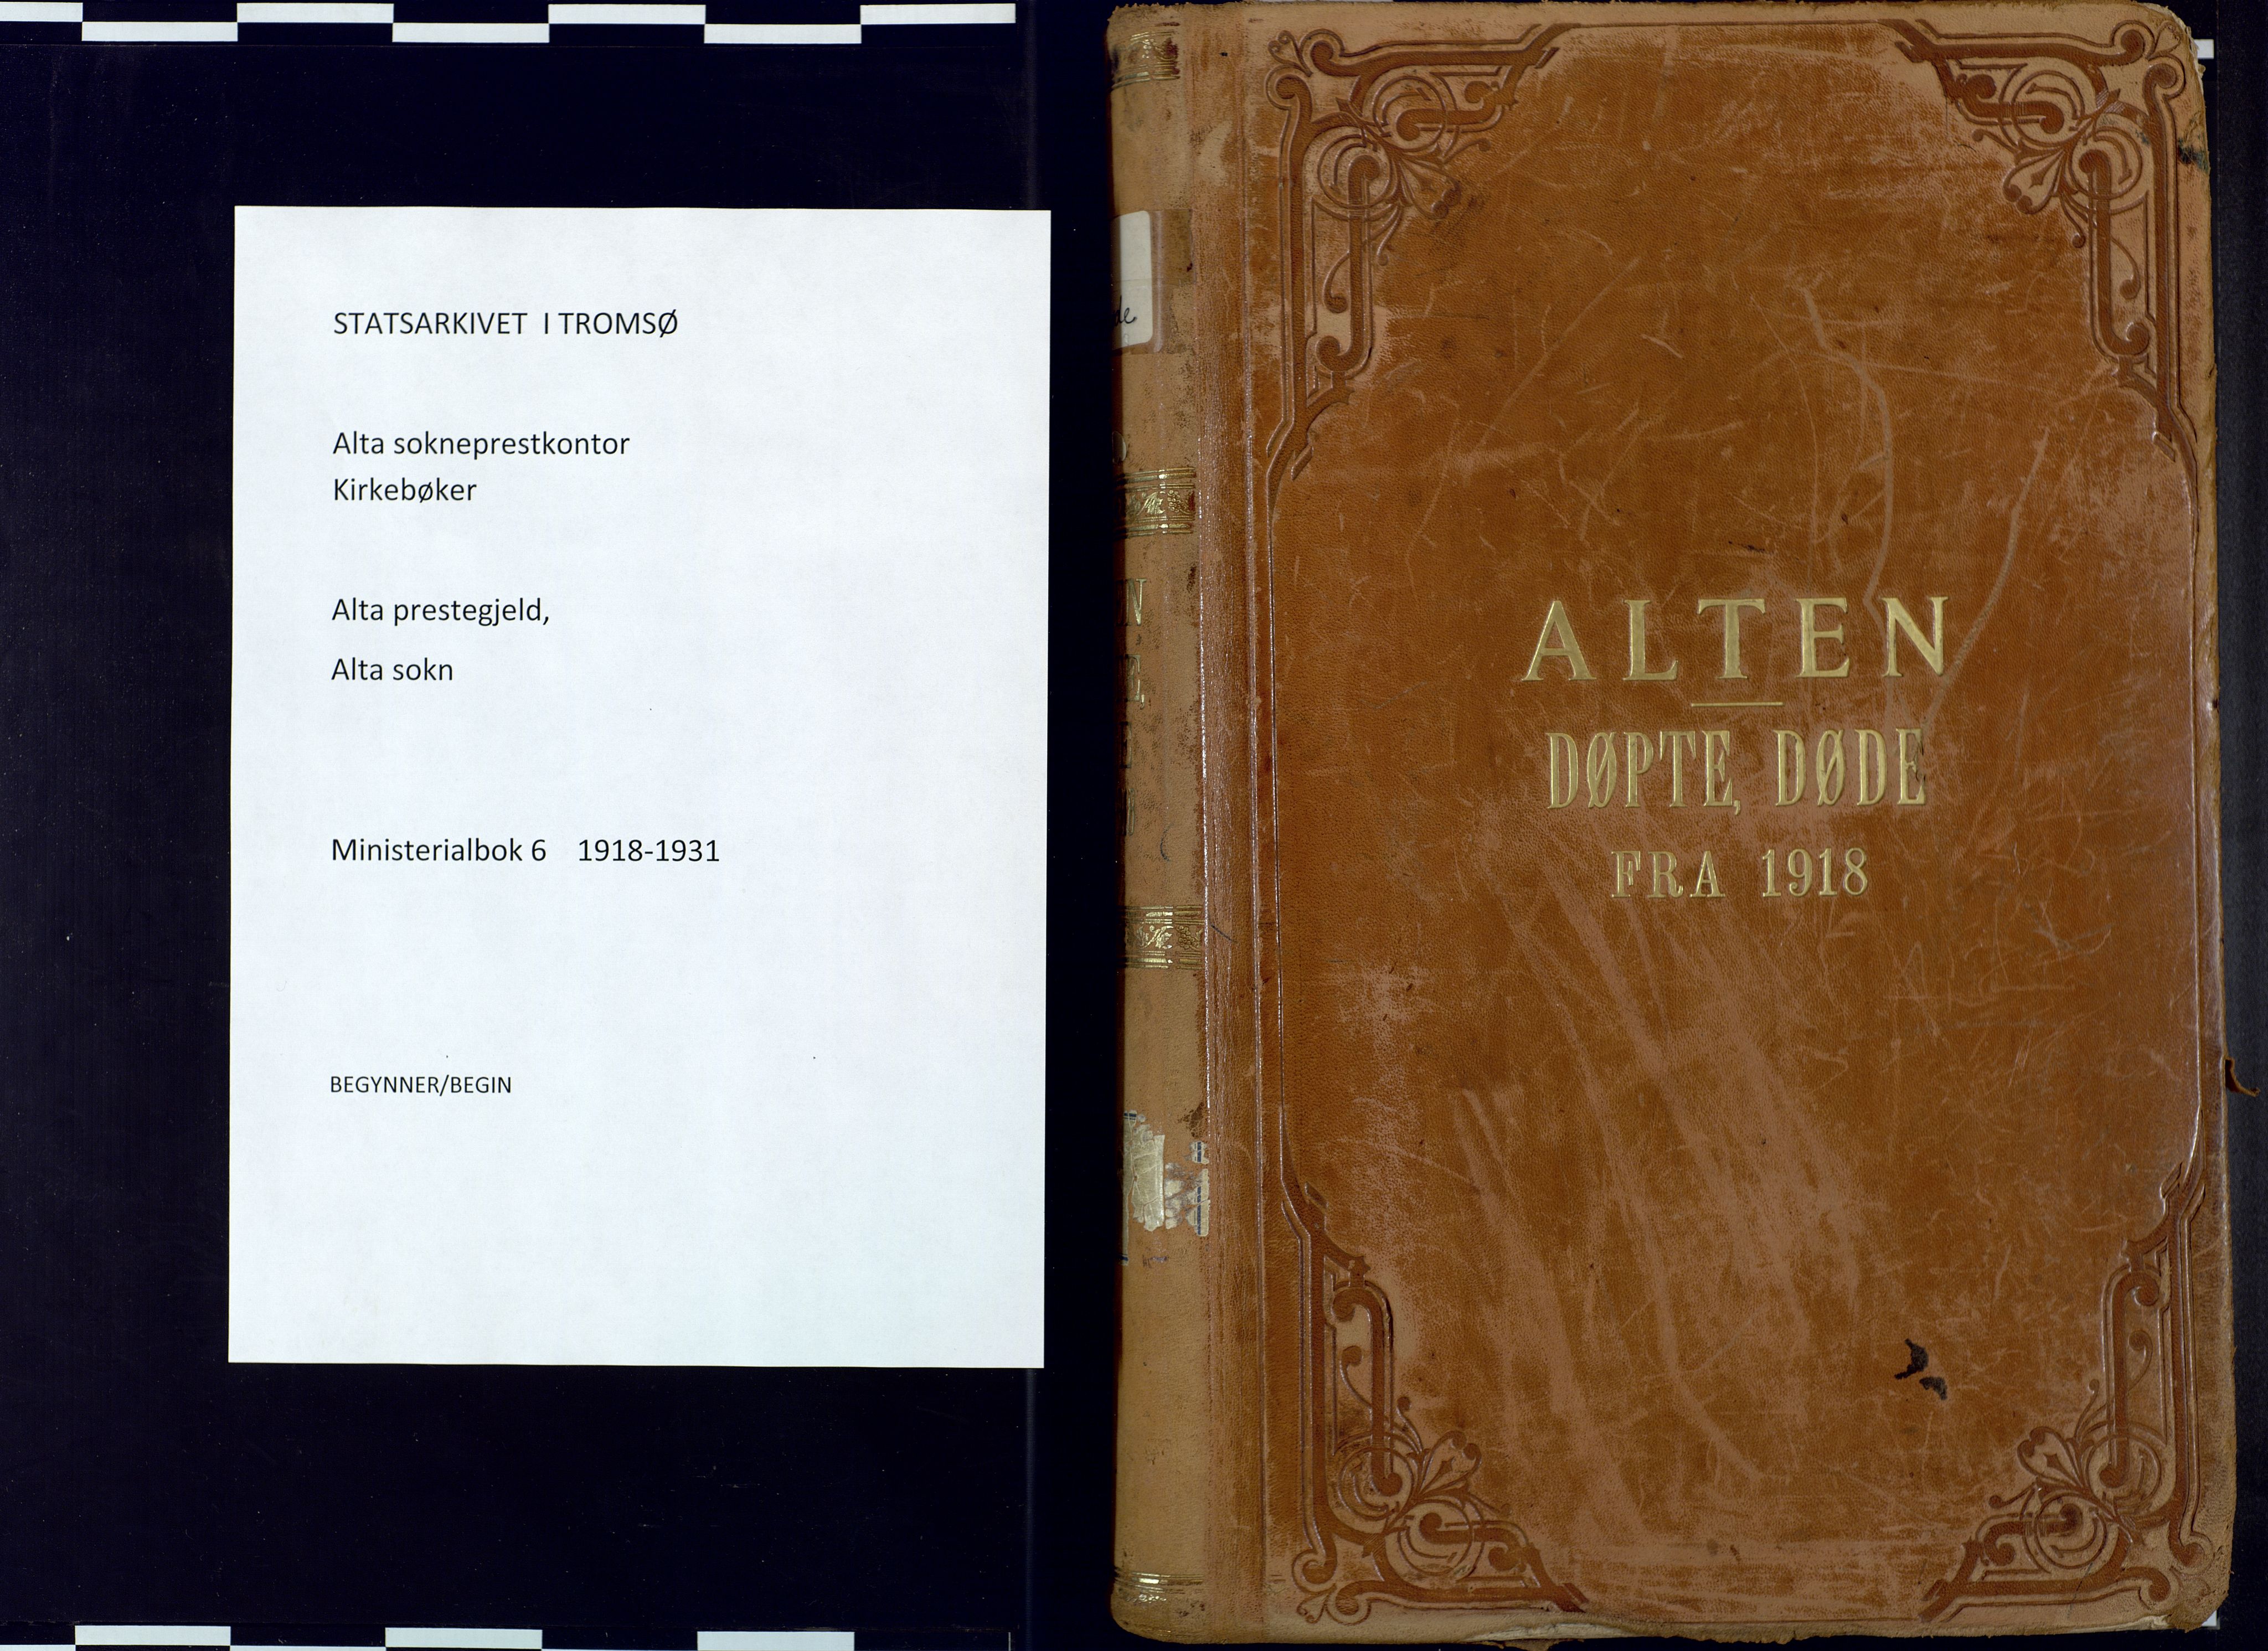 STATSARKIVET I TROMSØ
Alta sokneprestkontor
Kirkebøker
Alta prestegjeld,
Alta sokn
Ministerialbok 6 1918-1931
BEGYNNER/BEGIN
ALTEN
DØPTE, DØDE
FRA 1918